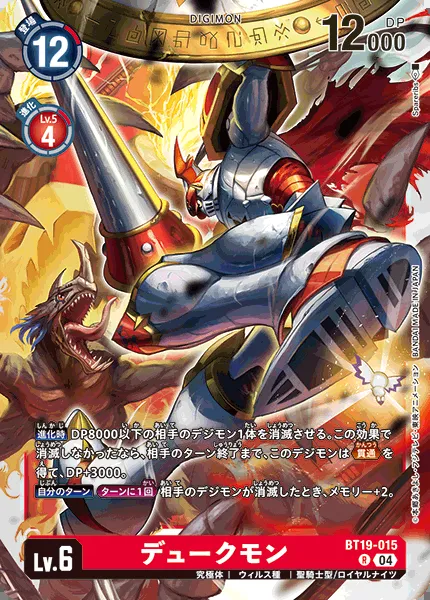 DIGIMON
登場
12
DP
12000
進化
Lv.5
4
Spareribs
BANDAI MADE IN JAPAN
進化時 DP8000以下の相手のデジモン1体を消滅させる。この効果で
消滅しなかったなら、相手のターン終了まで、このデジモンは《貫通》を
得て、DP+3000。
自分のターン ターンに1回 相手のデジモンが消滅したとき、メモリー+2。
Lv.6
デュークモン
BT19-015
R 04
究極体 | ウィルス種 | 聖騎士型/ロイヤルナイツ